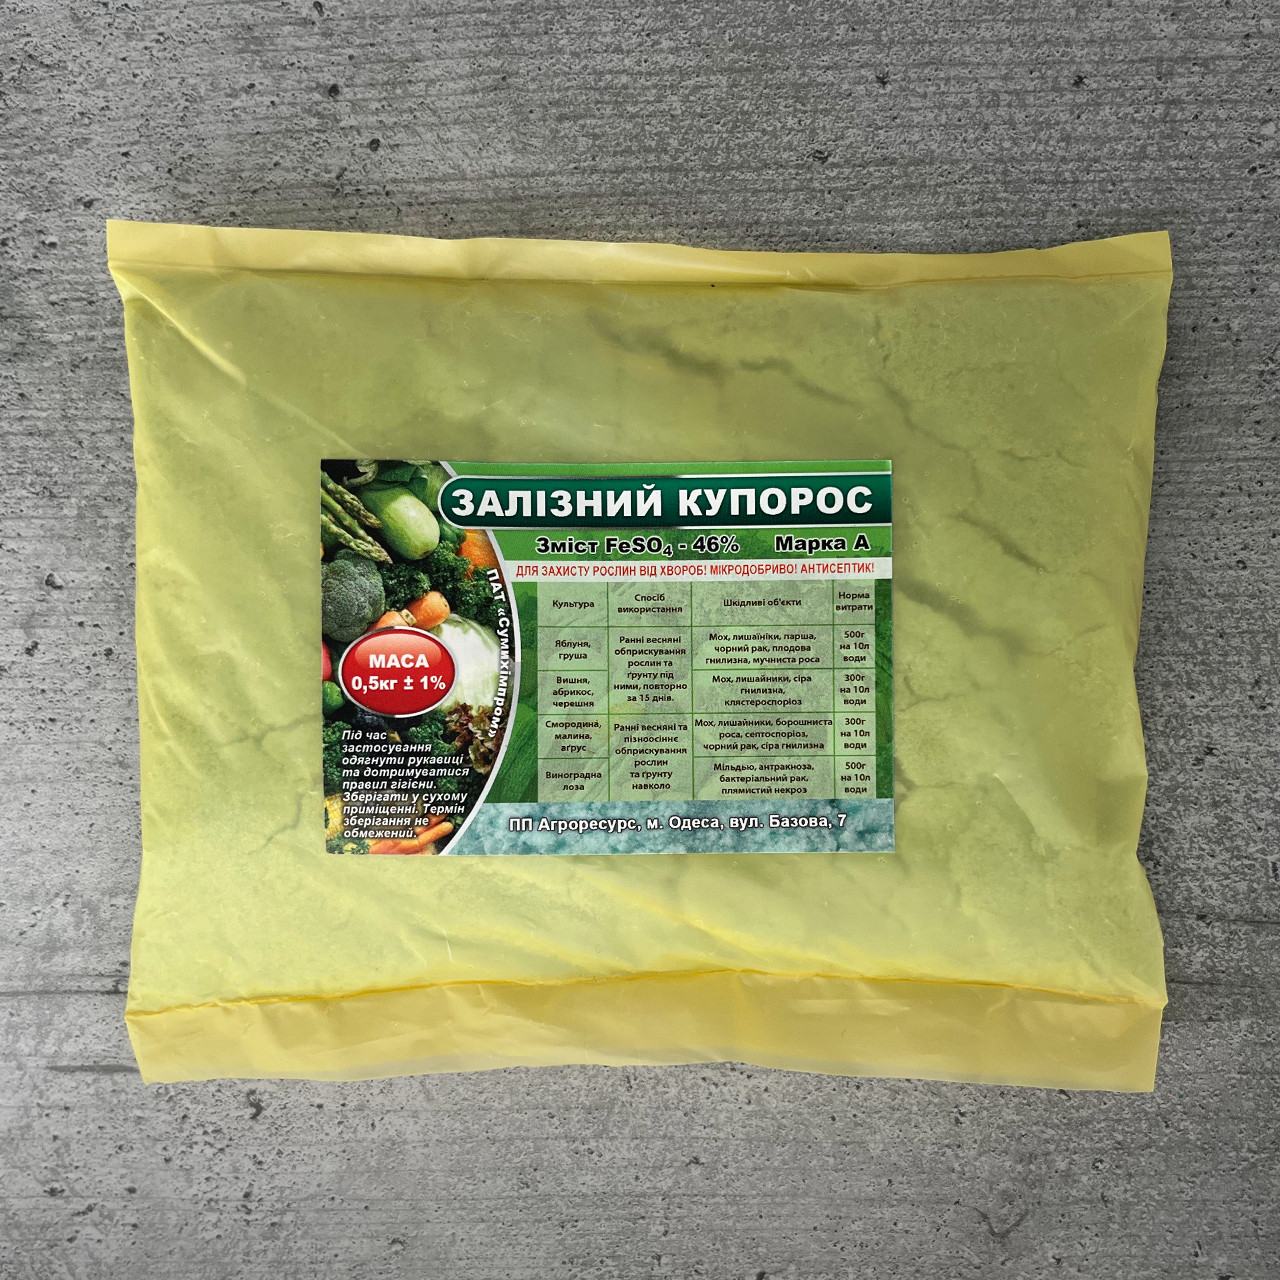 ЗАЛІЗНИЙ КУПОРОС
Зміст FeSO4 - 46% Марка А
ДЛЯ ЗАХИСТУ РОСЛИН ВІД ХВОРОБ! МІКРОДОБРИВО! АНТИСЕПТИК!
ПАТ «Сумихімпром»
МАСА
0,5кг ± 1%
Під час
застосування
одягнути рукавиці
та дотримуватися
правил гігієни.
Зберігати у сухому
приміщенні. Термін
зберігання не
обмежений.
Культура
Спосіб
використання
Шкідливі об'єкти
Норма
витрати
Яблуня,
груша
Ранні весняні
обприскування
рослин та
ґрунту під
ними, повторно
за 15 днів.
Мох, лишаїніки, парша,
чорний рак, плодова
гнилизна, мучниста роса
500г
на 10л
води
Вишня,
абрикос,
черешня
Мох, лишайники, сіра
гнилизна,
клястероспоріоз
300г
на 10л
води
Смородина,
малина,
аґрус
Ранні весняні та
пізноосіннє
обприскування
рослин
та ґрунту
навколо
Мох, лишайники, борошниста
роса, септоспоріоз,
чорний рак, сіра гнилизна
300г
на 10л
води
Виноградна
лоза
Мільдью, антракноза,
бактеріальний рак,
плямистий некроз
500г
на 10л
води
ПП Агроресурс, м. Одеса, вул. Базова, 7